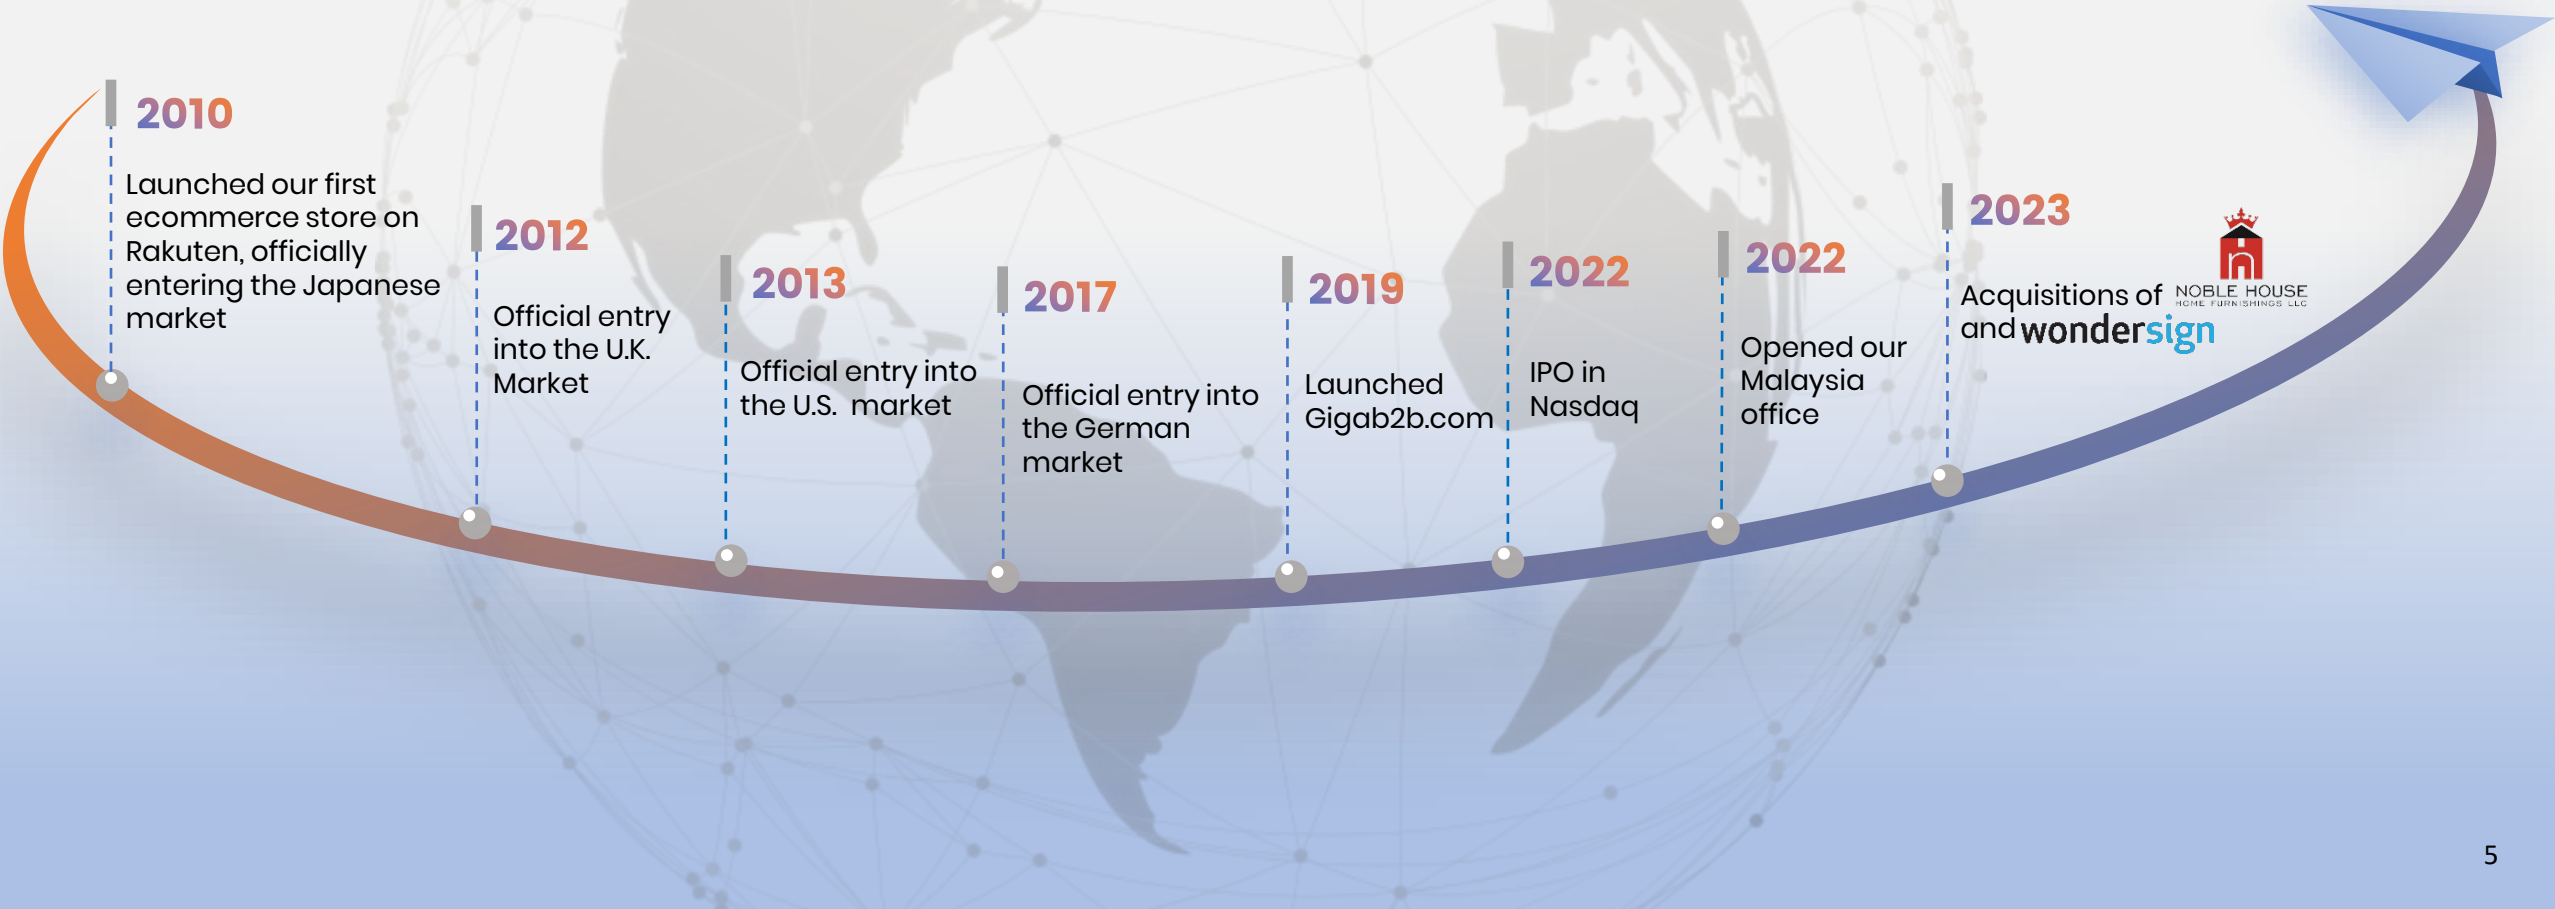 2010
Launched our first
ecommerce store on
Rakuten, officially
entering the Japanese
market
2012
Official entry
into the U.K.
Market
2013
Official entry into
the U.S.  market
2017
Official entry into
the German
market
2019
Launched
Gigab2b.com
2022
IPO in
Nasdaq
2022
Opened our
Malaysia
office
2023
Acquisitions of NOBLE HOUSE
HOME FURNISHINGS LLC
and wondersign
5